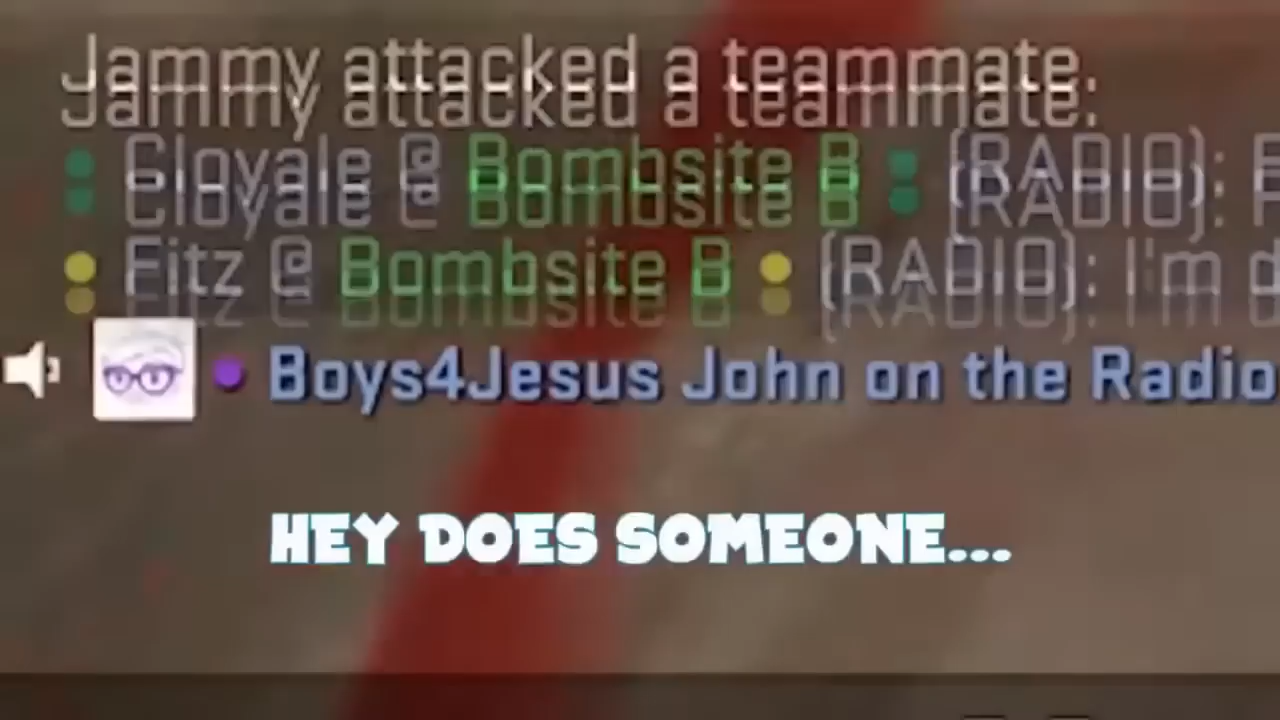 Jammy attacked a teammate.
Cloyale @ Bombsite B (RADIO):
Fitz @ Bombsite B (RADIO): I'm
Boys4Jesus John on the Radio
HEY DOES SOMEONE...